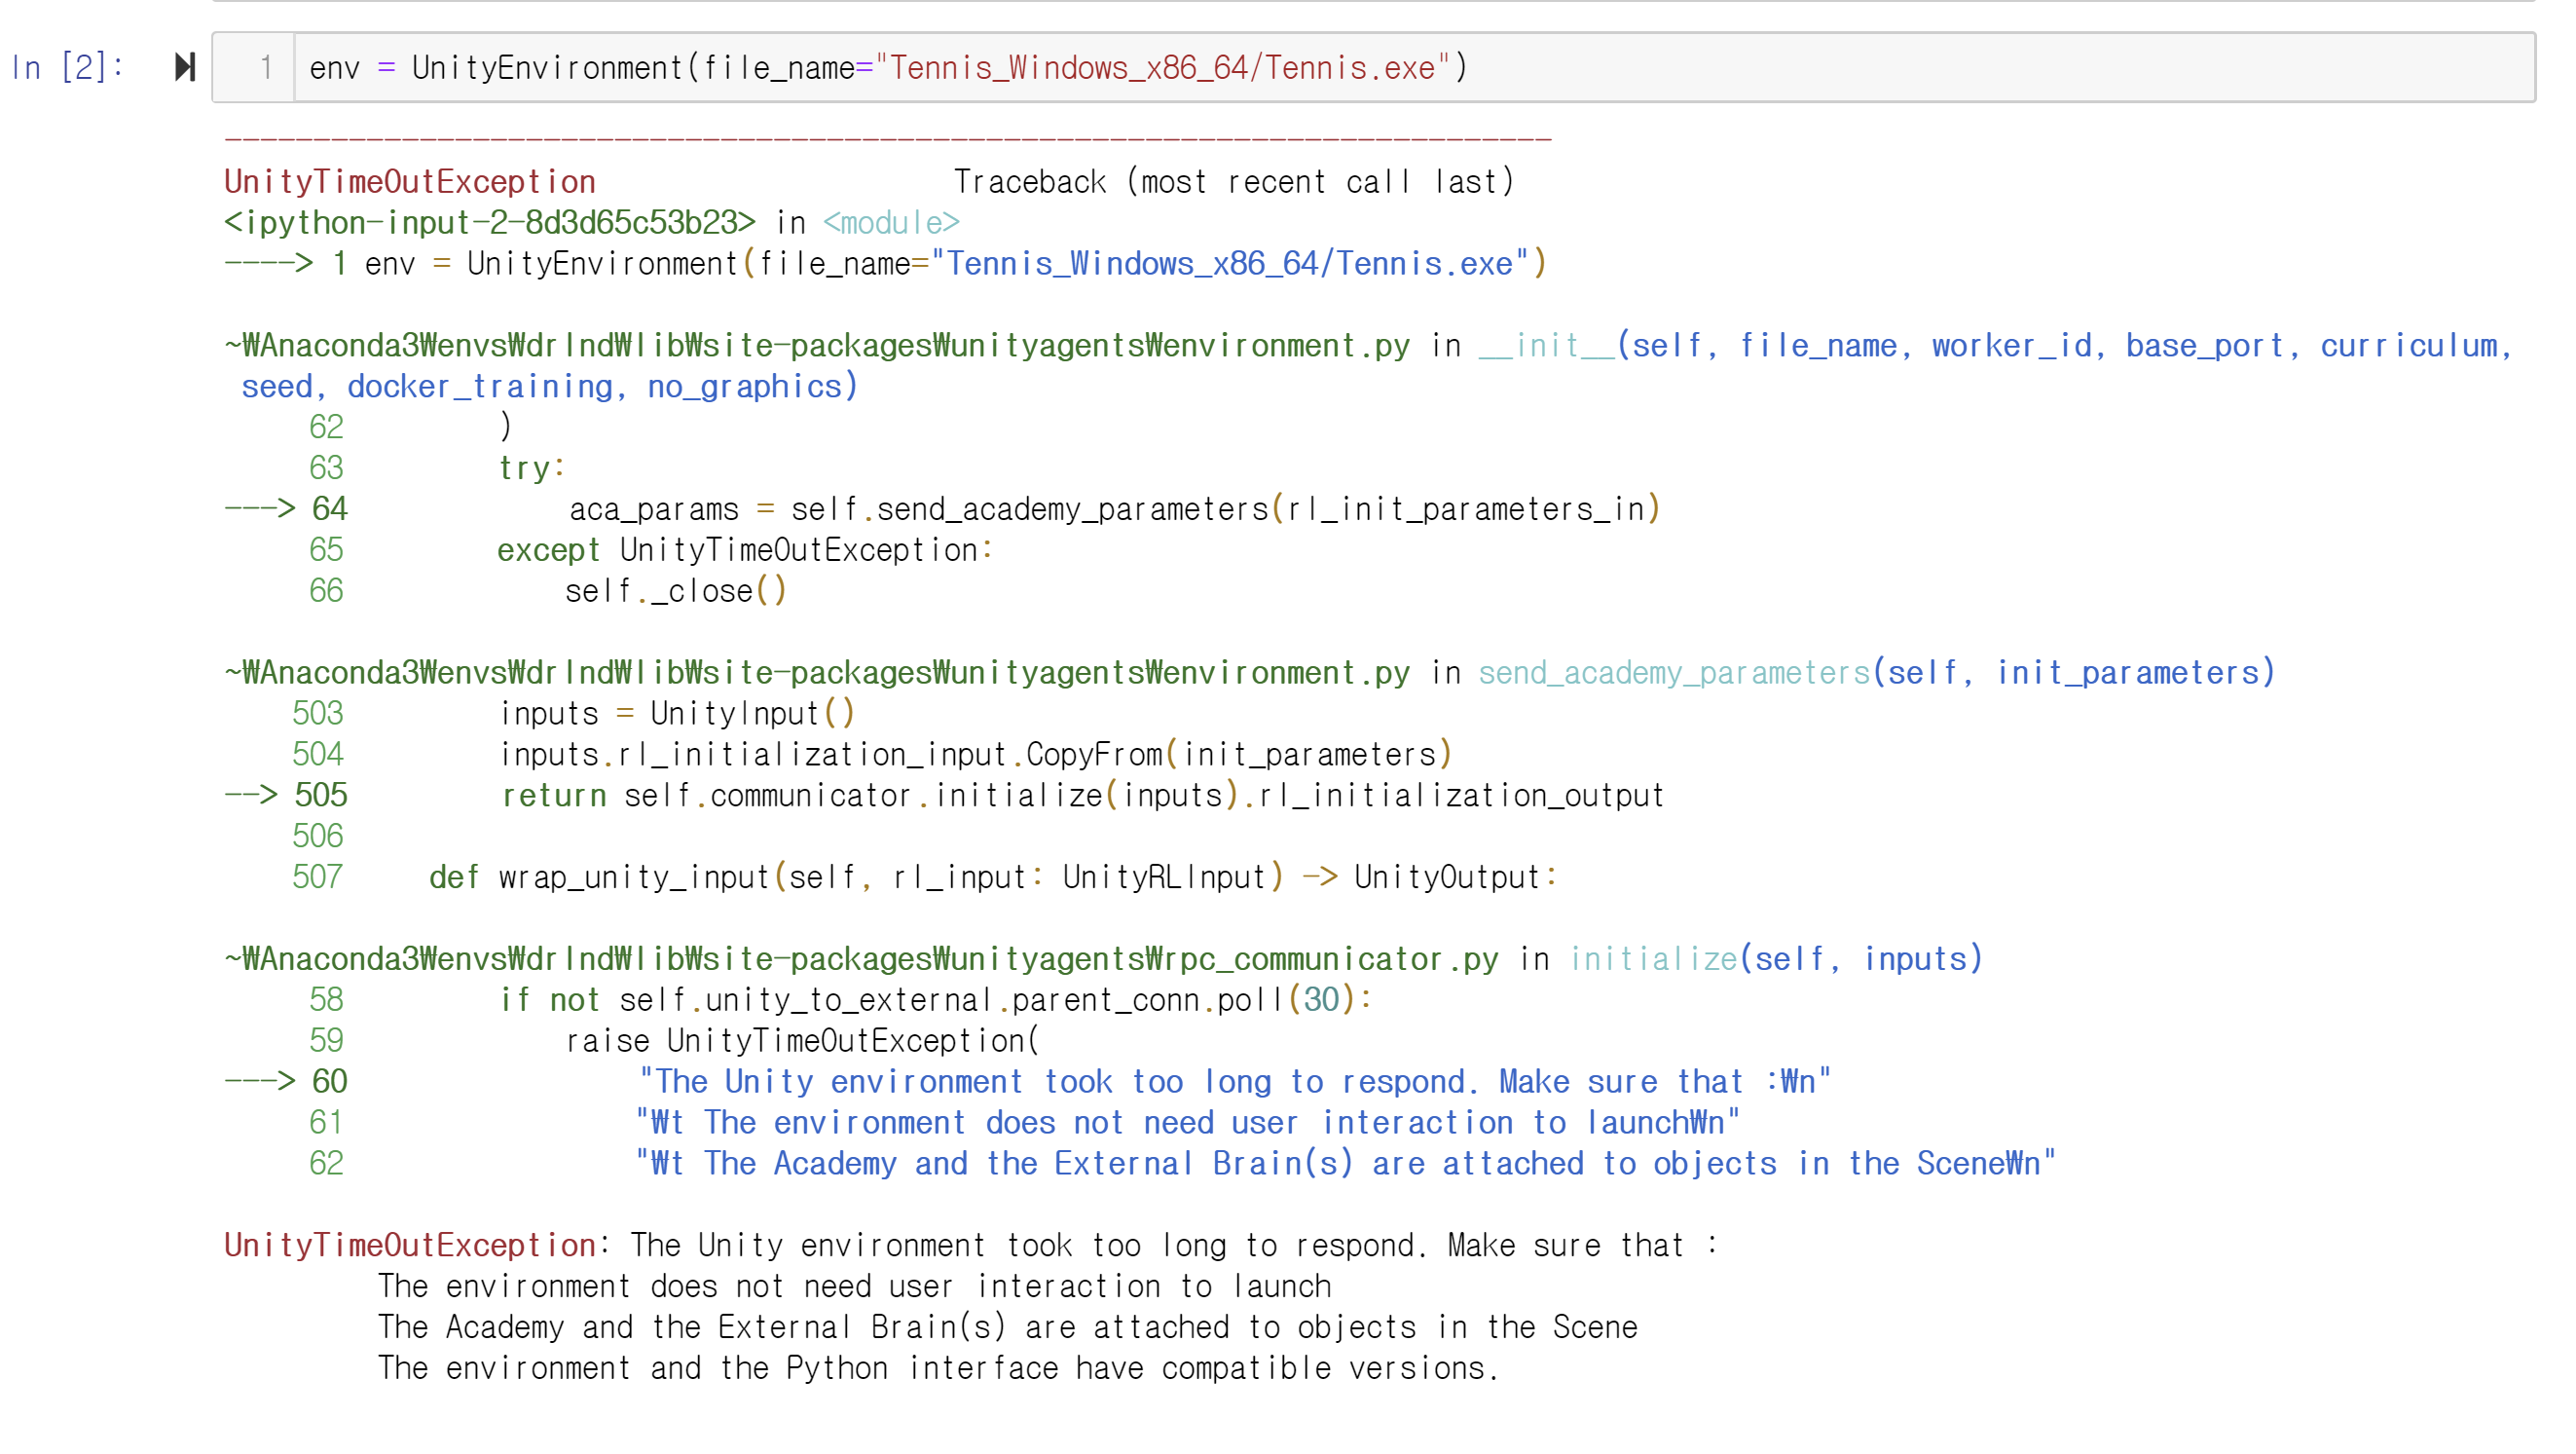 In [2]:
1 env = UnityEnvironment(file_name="Tennis_Windows_x86_64/Tennis.exe")
---------------------------------------------------------------------------
UnityTimeOutException                     Traceback (most recent call last)
<ipython-input-2-8d3d65c53b23> in <module>
----> 1 env = UnityEnvironment(file_name="Tennis_Windows_x86_64/Tennis.exe")
~₩Anaconda3₩envs₩drlnd₩lib₩site-packages₩unityagents₩environment.py in __init__(self, file_name, worker_id, base_port, curriculum,
seed, docker_training, no_graphics)
62         )
63         try:
---> 64             aca_params = self.send_academy_parameters(rl_init_parameters_in)
65         except UnityTimeOutException:
66             self._close()
~₩Anaconda3₩envs₩drlnd₩lib₩site-packages₩unityagents₩environment.py in send_academy_parameters(self, init_parameters)
503         inputs = UnityInput()
504         inputs.rl_initialization_input.CopyFrom(init_parameters)
--> 505         return self.communicator.initialize(inputs).rl_initialization_output
506
507     def wrap_unity_input(self, rl_input: UnityRLInput) -> UnityOutput:
~₩Anaconda3₩envs₩drlnd₩lib₩site-packages₩unityagents₩rpc_communicator.py in initialize(self, inputs)
58         if not self.unity_to_external.parent_conn.poll(30):
59             raise UnityTimeOutException(
---> 60                 "The Unity environment took too long to respond. Make sure that :₩n"
61                 "₩t The environment does not need user interaction to launch₩n"
62                 "₩t The Academy and the External Brain(s) are attached to objects in the Scene₩n"
UnityTimeOutException: The Unity environment took too long to respond. Make sure that :
The environment does not need user interaction to launch
The Academy and the External Brain(s) are attached to objects in the Scene
The environment and the Python interface have compatible versions.